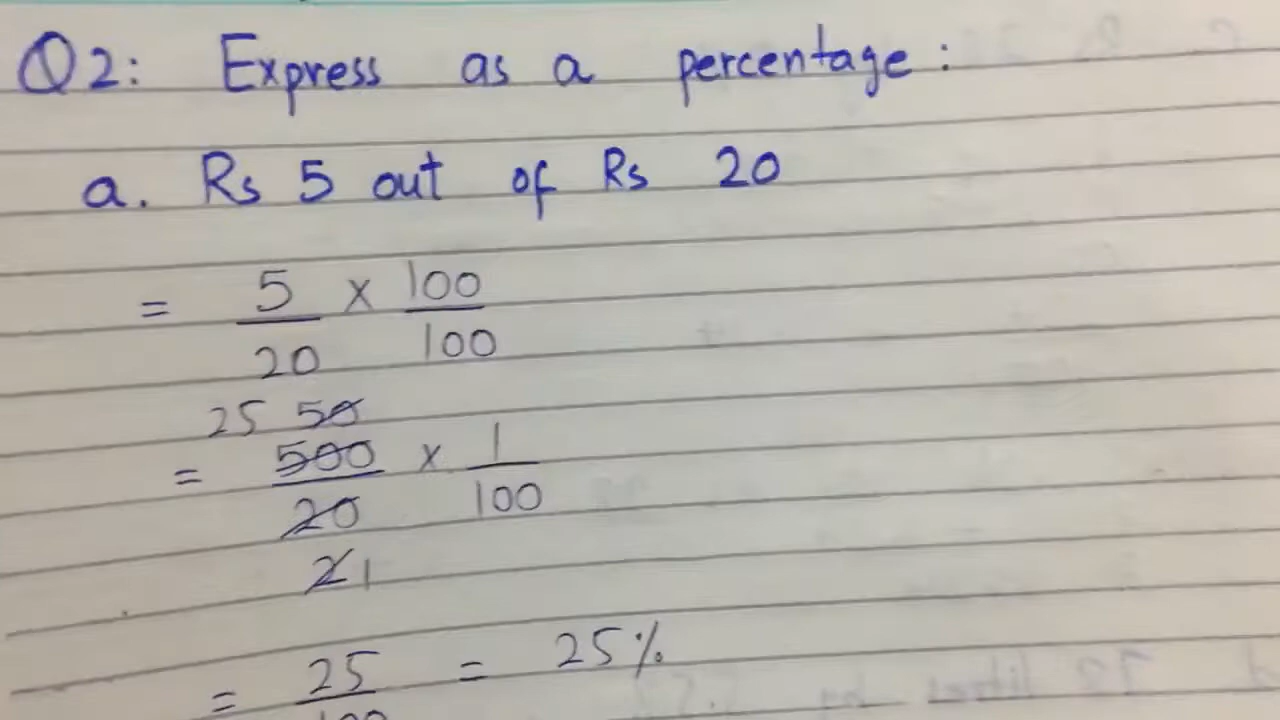 Q2: Express as a percentage:
a. Rs 5 out of Rs 20
= 5/20 x 100/100
25 50
= 500/20 x 1/100
2 1
= 25/100 = 25%